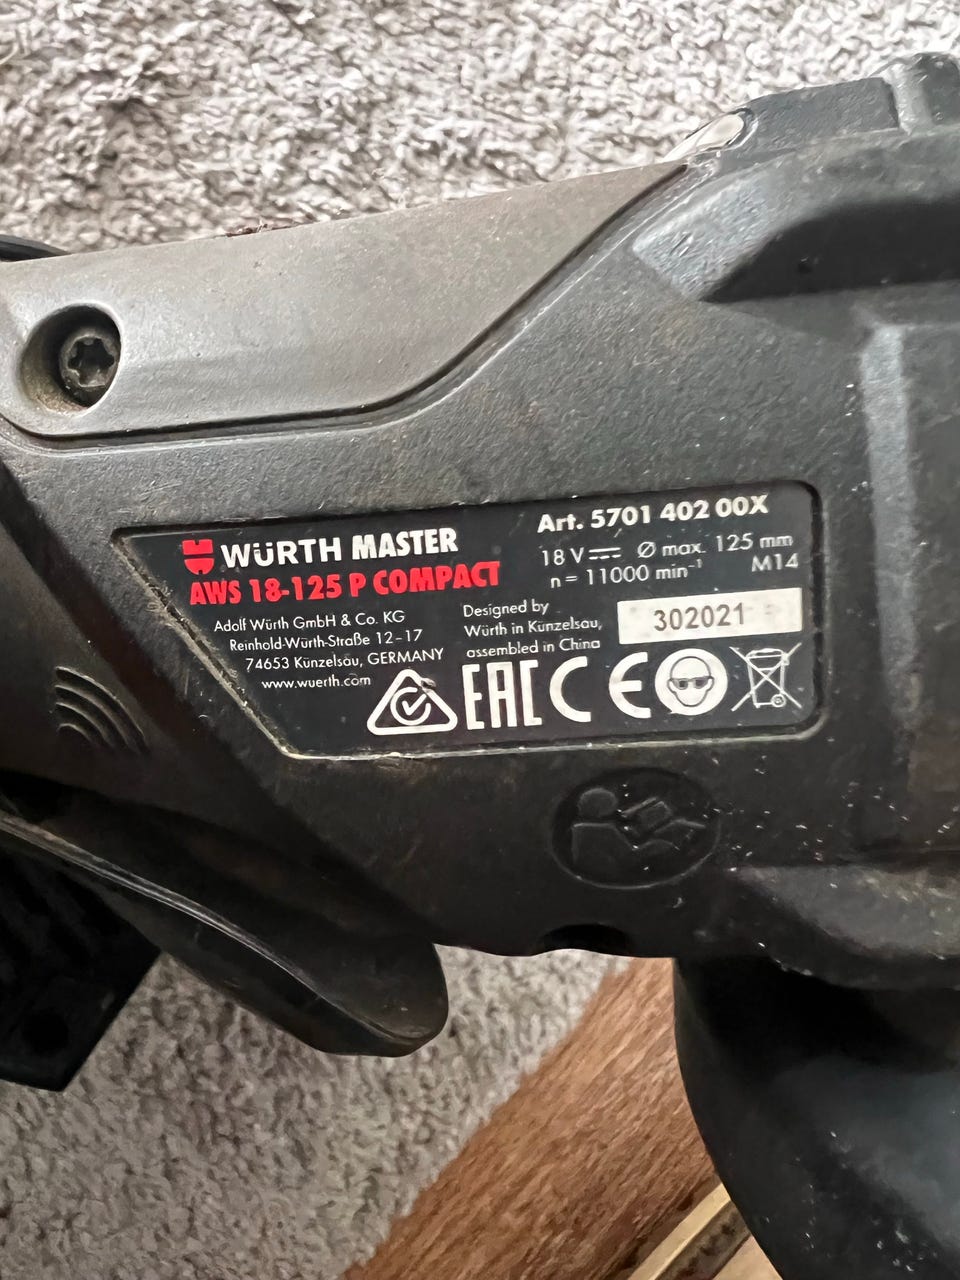 WÜRTH MASTER
AWS 18-125 P COMPACT
Adolf Würth GmbH & Co. KG
Reinhold-Würth-Straße 12-17
74653 Künzelsau, GERMANY
www.wuerth.com
Art. 5701 402 00X
18 V Ø max. 125 mm
n = 11000 min⁻¹ M14
Designed by
Würth in Künzelsau,
assembled in China
302021
EAC CE